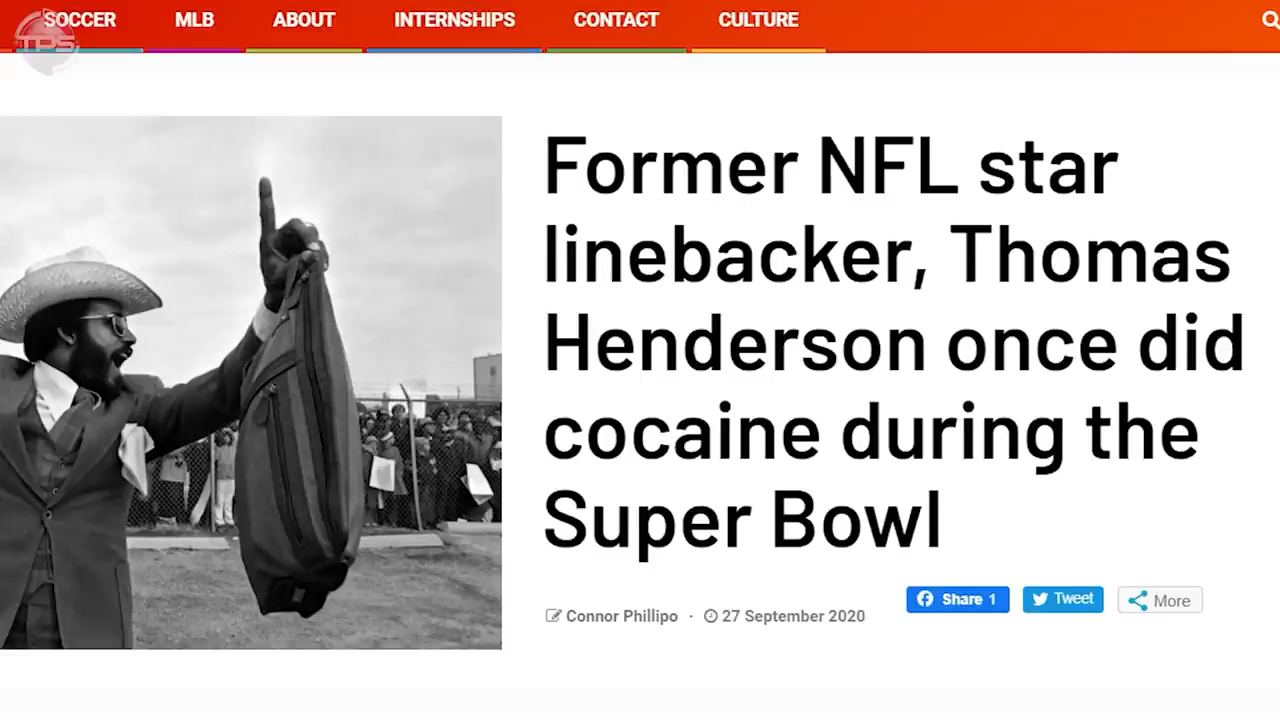 SOCCER MLB ABOUT INTERNSHIPS CONTACT CULTURE
TPS
Former NFL star
linebacker, Thomas
Henderson once did
cocaine during the
Super Bowl
Connor Phillipo · 27 September 2020
Share 1 Tweet More